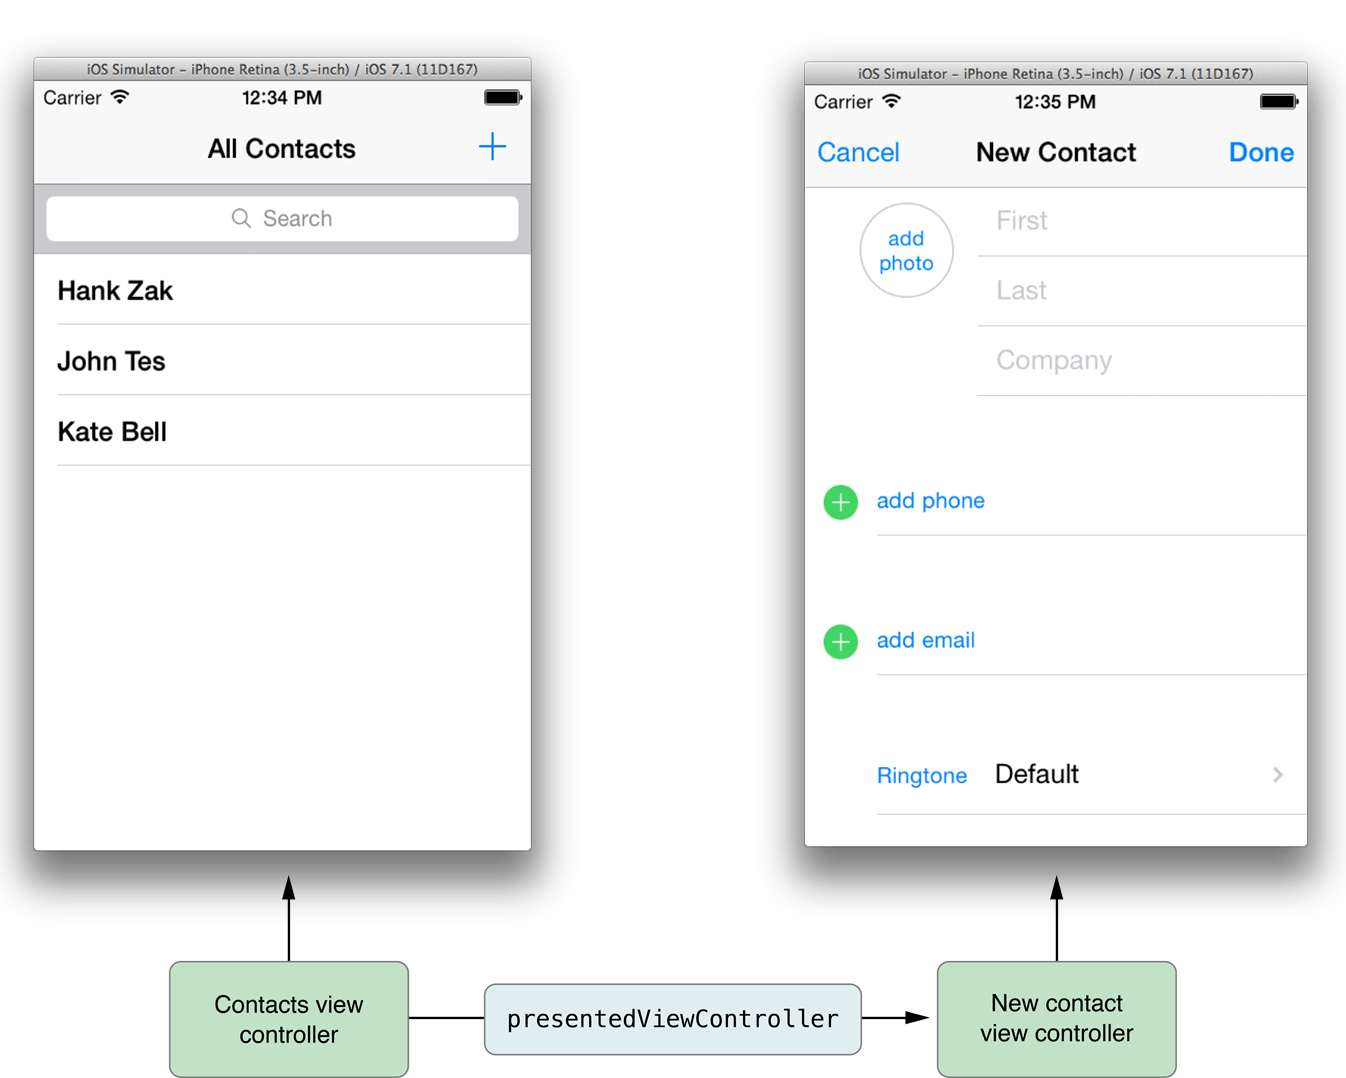 iOS Simulator – iPhone Retina (3.5-inch) / iOS 7.1 (11D167)
Carrier 12:34 PM
All Contacts
Search
Hank Zak
John Tes
Kate Bell
iOS Simulator – iPhone Retina (3.5-inch) / iOS 7.1 (11D167)
Carrier 12:35 PM
Cancel New Contact Done
add
photo
First
Last
Company
add phone
add email
Ringtone Default
Contacts view
controller
presentedViewController
New contact
view controller